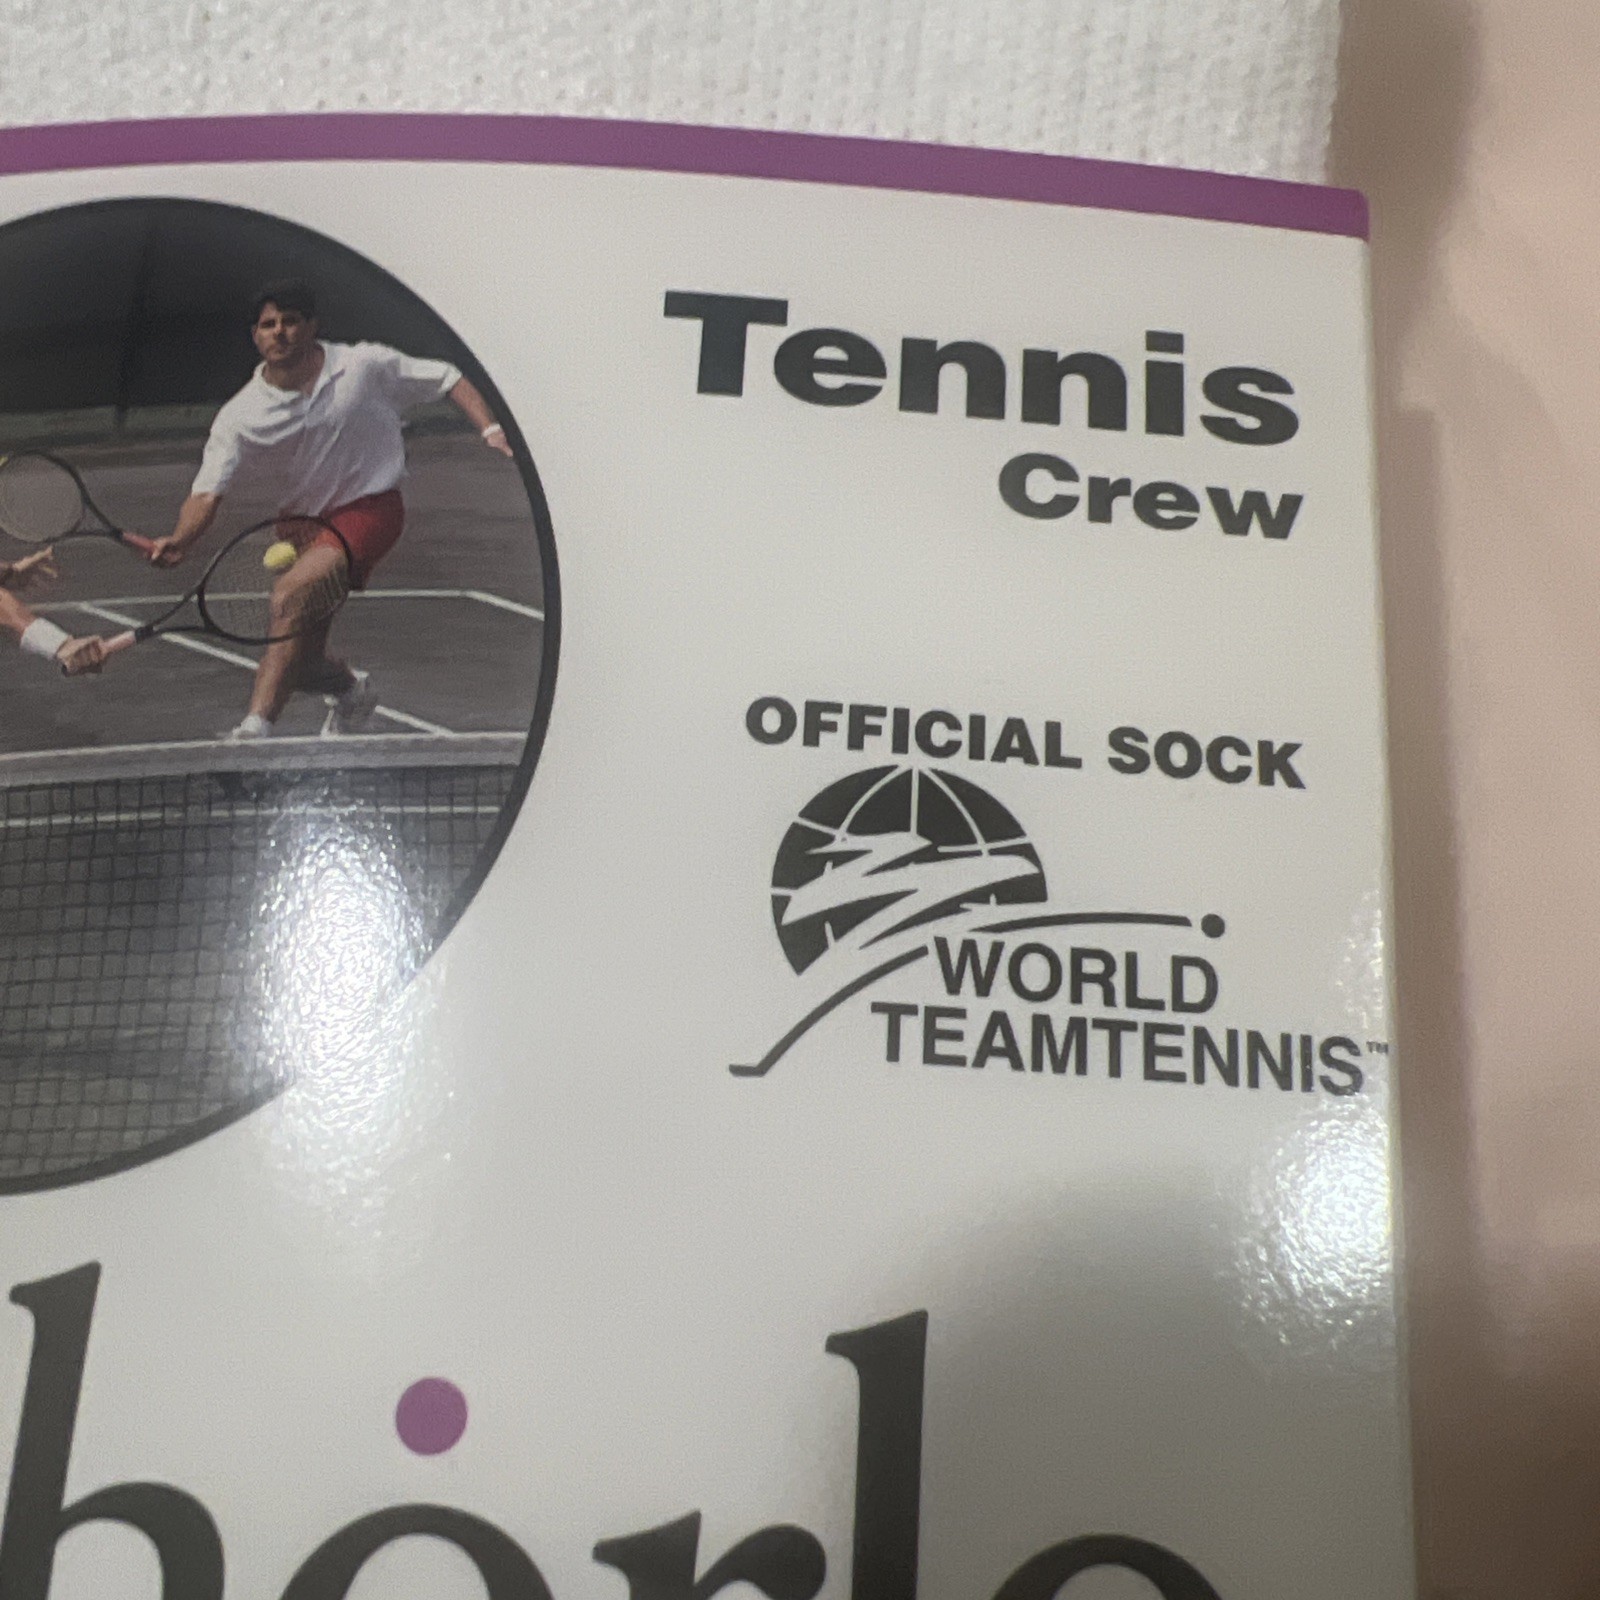 Tennis
Crew
OFFICIAL SOCK
WORLD
TEAMTENNIS™